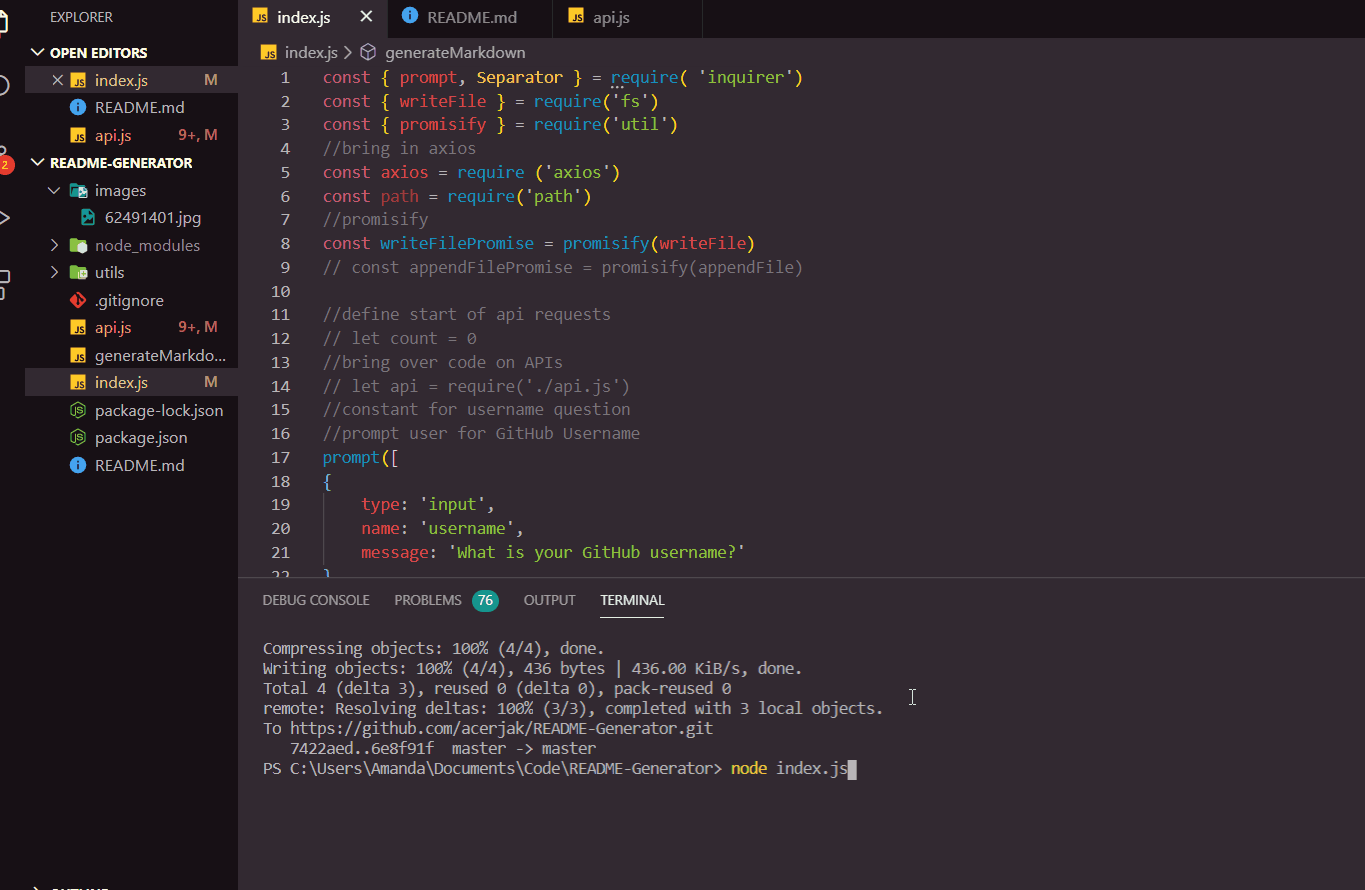 EXPLORER
OPEN EDITORS
index.js M
README.md
api.js 9+, M
2
README-GENERATOR
images
62491401.jpg
node_modules
utils
.gitignore
api.js 9+, M
generateMarkdo...
index.js M
package-lock.json
package.json
README.md
JS index.js
README.md
JS api.js
JS index.js > generateMarkdown
1 const { prompt, Separator } = require( 'inquirer')
2 const { writeFile } = require('fs')
3 const { promisify } = require('util')
4 //bring in axios
5 const axios = require ('axios')
6 const path = require('path')
7 //promisify
8 const writeFilePromise = promisify(writeFile)
9 // const appendFilePromise = promisify(appendFile)
10
11 //define start of api requests
12 // let count = 0
13 //bring over code on APIs
14 // let api = require('./api.js')
15 //constant for username question
16 //prompt user for GitHub Username
17 prompt([
18 {
19 type: 'input',
20 name: 'username',
21 message: 'What is your GitHub username?'
22 }
DEBUG CONSOLE PROBLEMS 76 OUTPUT TERMINAL
Compressing objects: 100% (4/4), done.
Writing objects: 100% (4/4), 436 bytes | 436.00 KiB/s, done.
Total 4 (delta 3), reused 0 (delta 0), pack-reused 0
remote: Resolving deltas: 100% (3/3), completed with 3 local objects.
To https://github.com/acerjak/README-Generator.git
7422aed..6e8f91f master -> master
PS C:\Users\Amanda\Documents\Code\README-Generator> node index.js